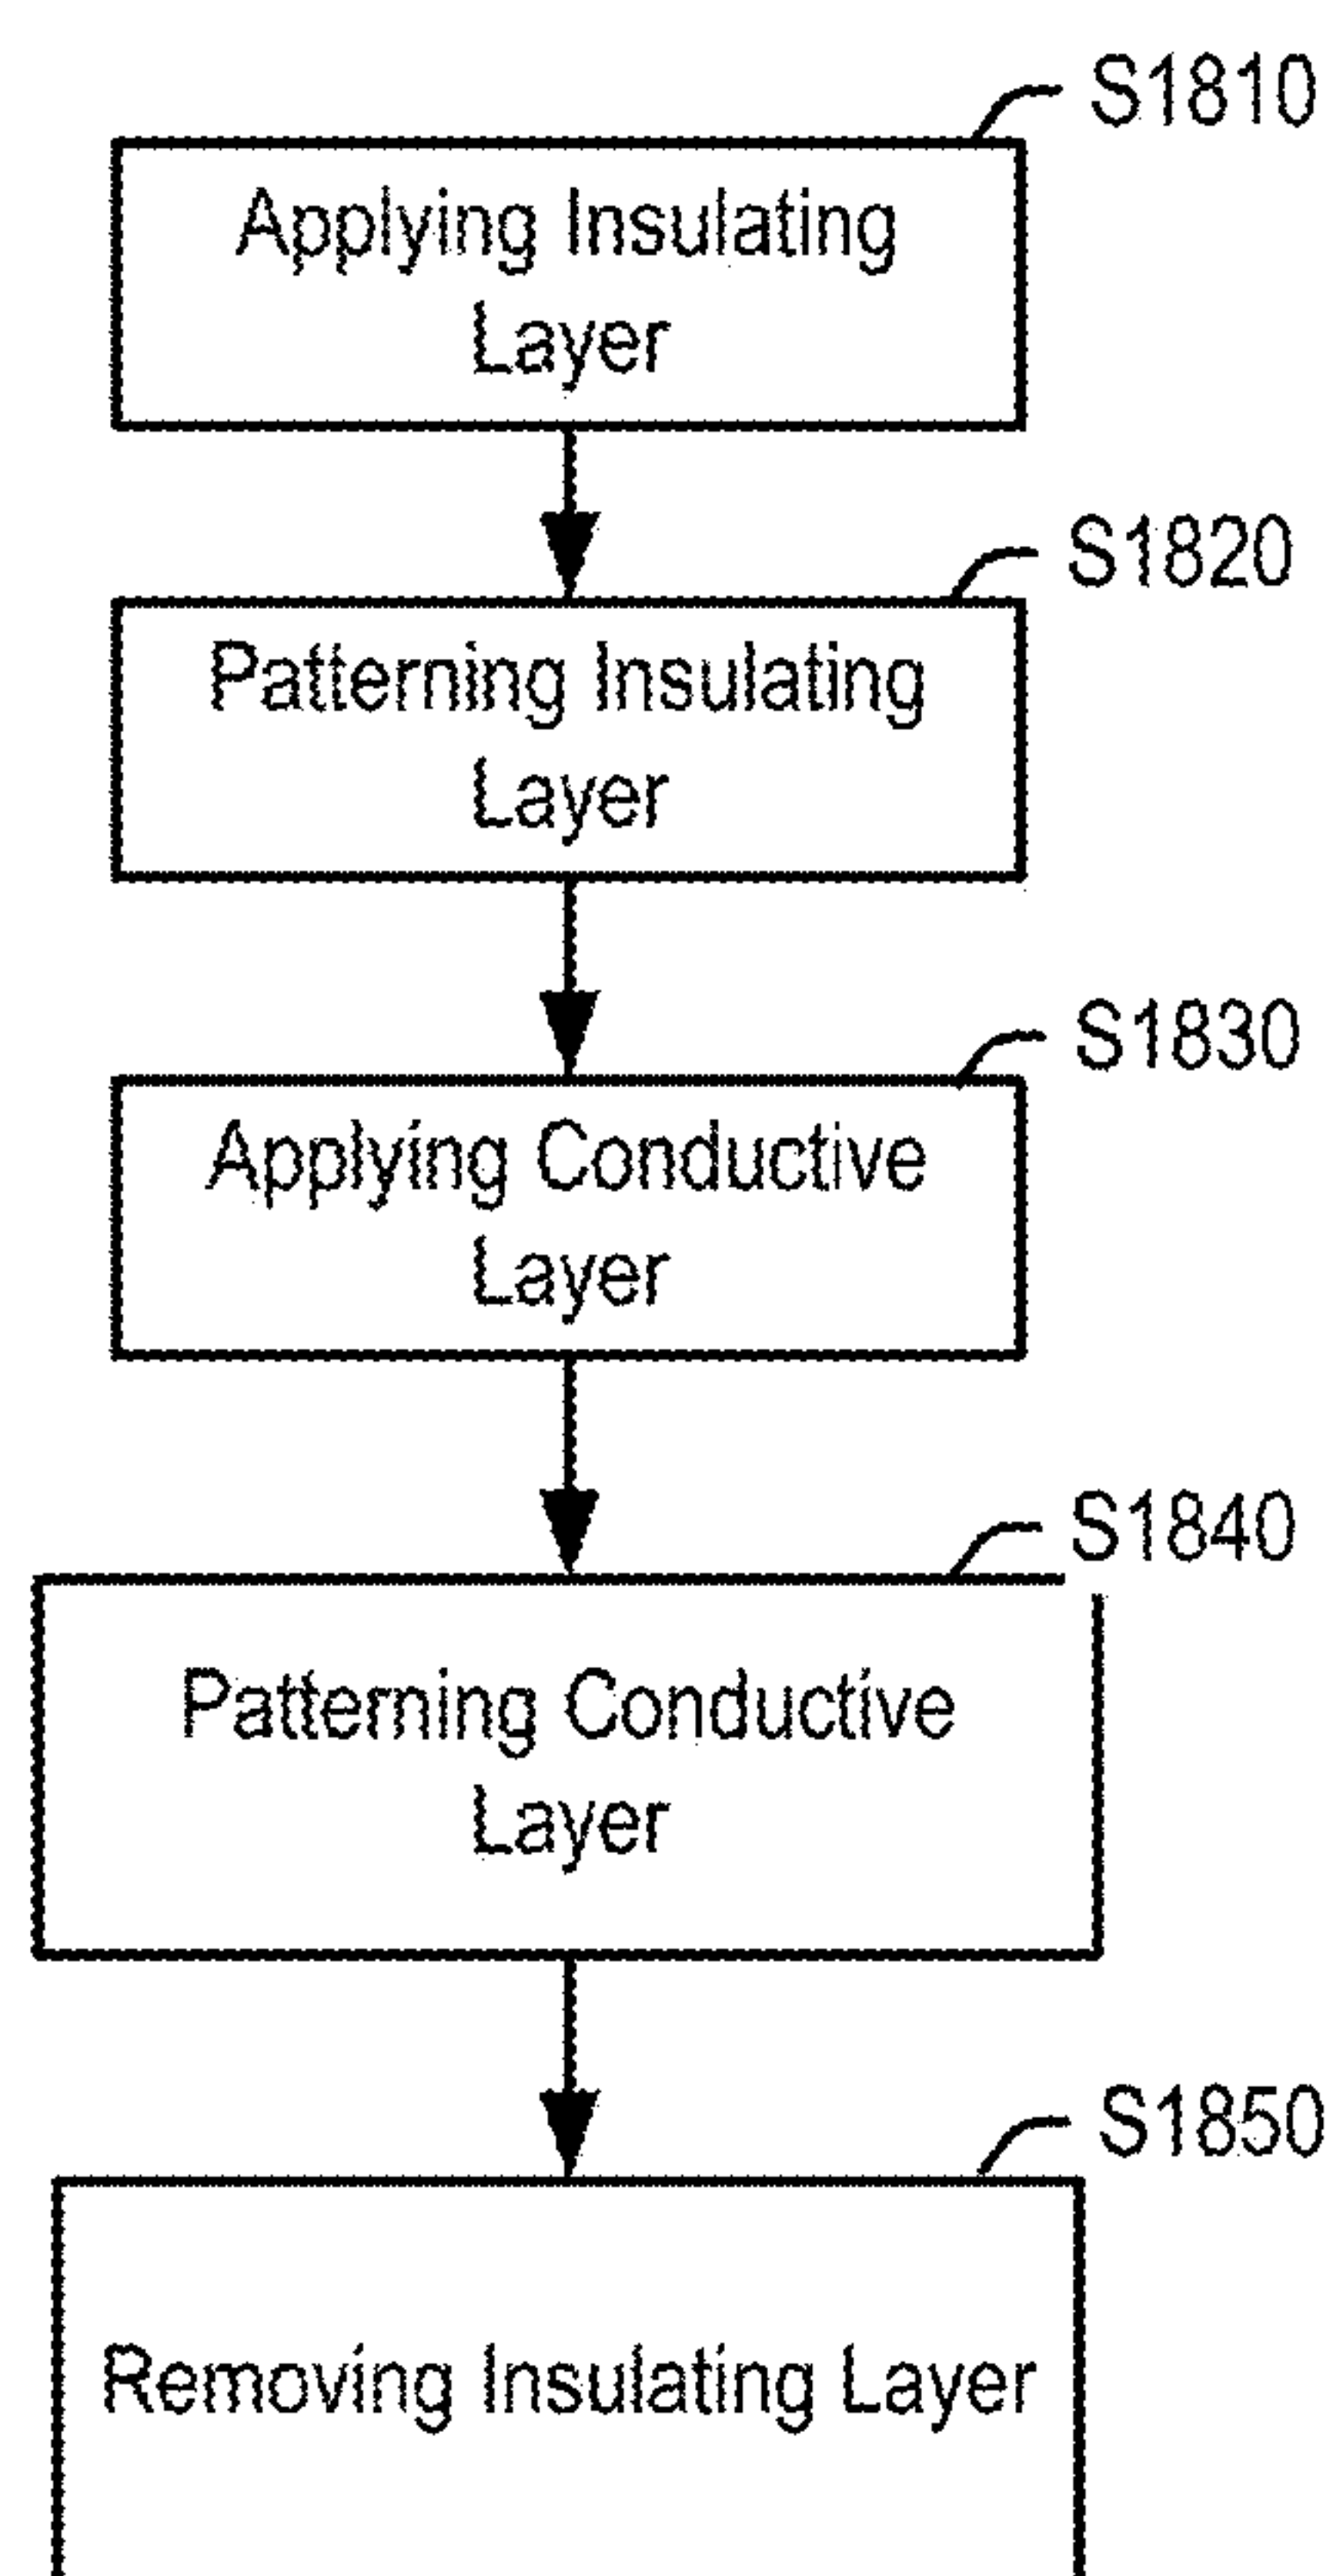 S1810
Applying Insulating
Layer
S1820
Patterning Insulating
Layer
S1830
Applying Conductive
Layer
S1840
Patterning Conductive
Layer
S1850
Removing Insulating Layer